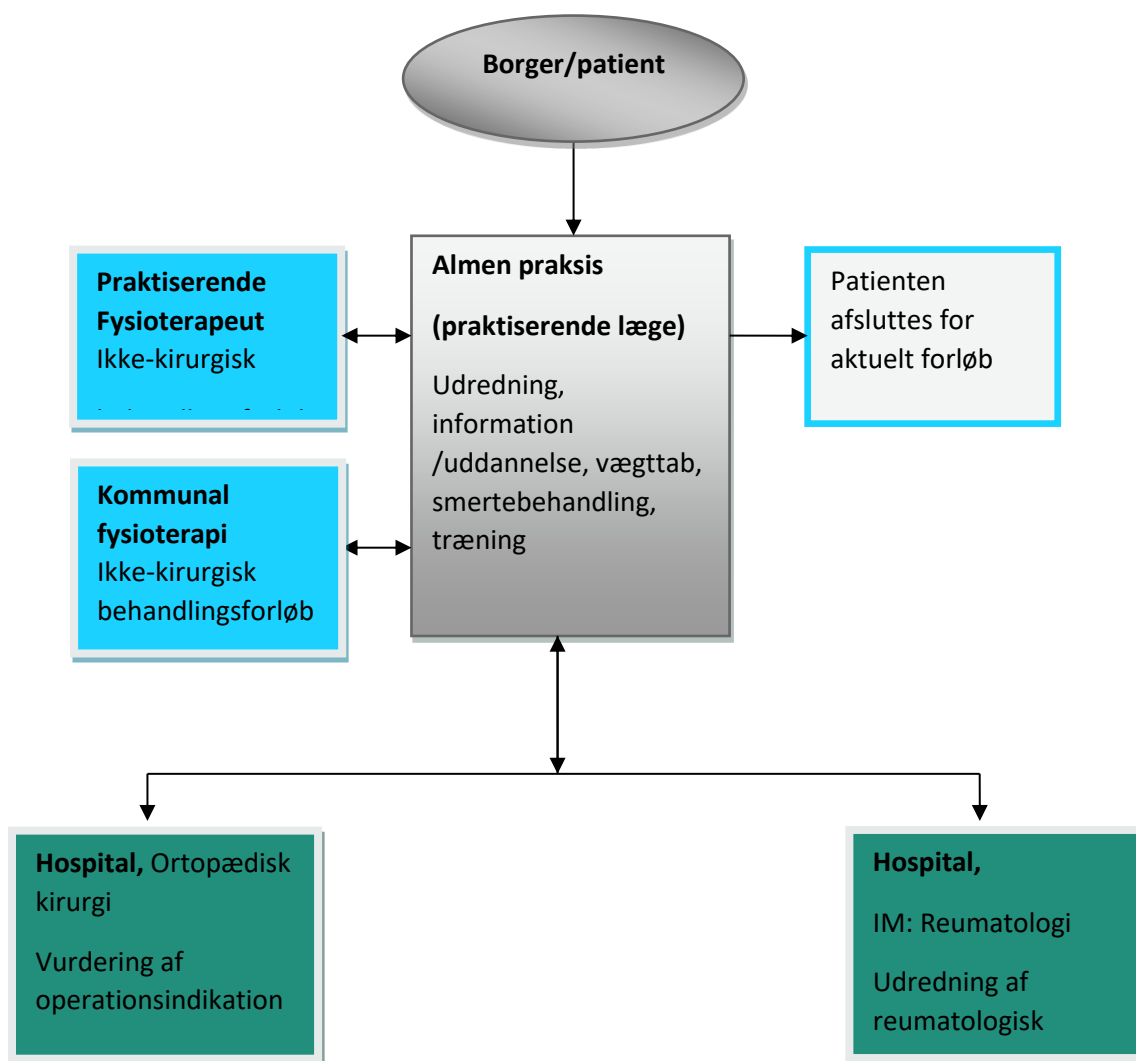 Borger/patient
Praktiserende
Fysioterapeut
Ikke-kirurgisk
Almen praksis
(praktiserende læge)
Udredning,
information
/uddannelse, vægttab,
smertebehandling,
træning
Patienten
afsluttes for
aktuelt forløb
Kommunal
fysioterapi
Ikke-kirurgisk
behandlingsforløb
Hospital, Ortopædisk
kirurgi
Vurdering af
operationsindikation
Hospital,
IM: Reumatologi
Udredning af
reumatologisk